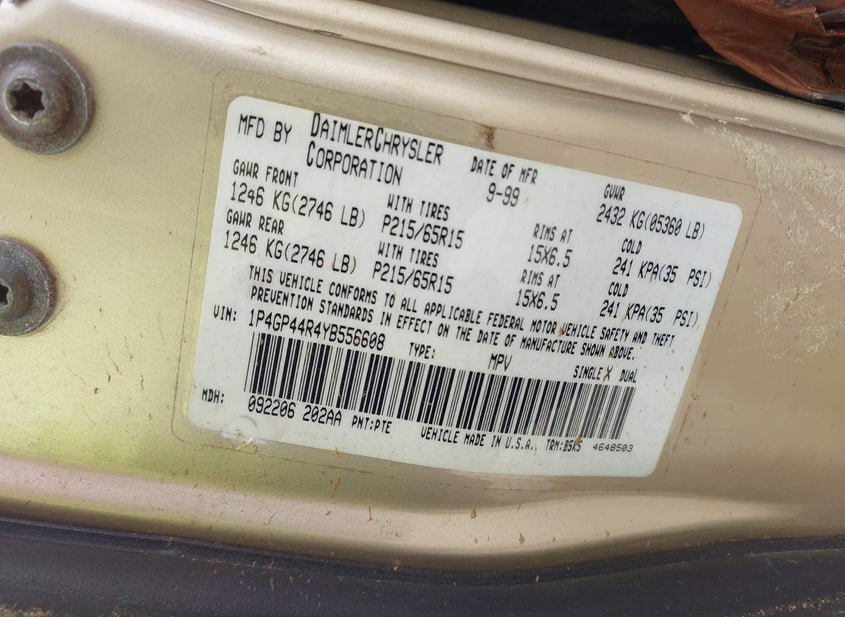 MFD BY DAIMLERCHRYSLER CORPORATION DATE OF MFR 9-99 GVWR 2432 KG(05360 LB)
GAWR FRONT WITH TIRES RIMS AT COLD
1246 KG(2746 LB) P215/65R15 15X6.5 241 KPA(35 PSI)
GAWR REAR WITH TIRES RIMS AT COLD
1246 KG(2746 LB) P215/65R15 15X6.5 241 KPA(35 PSI)
THIS VEHICLE CONFORMS TO ALL APPLICABLE FEDERAL MOTOR VEHICLE SAFETY AND THEFT
PREVENTION STANDARDS IN EFFECT ON THE DATE OF MANUFACTURE SHOWN ABOVE.
VIN: 1P4GP44R4YB556608 TYPE: MPV SINGLE X DUAL
MDH: 092206 202AA PNT:PTE VEHICLE MADE IN U.S.A. TRM:B5K5 4648503